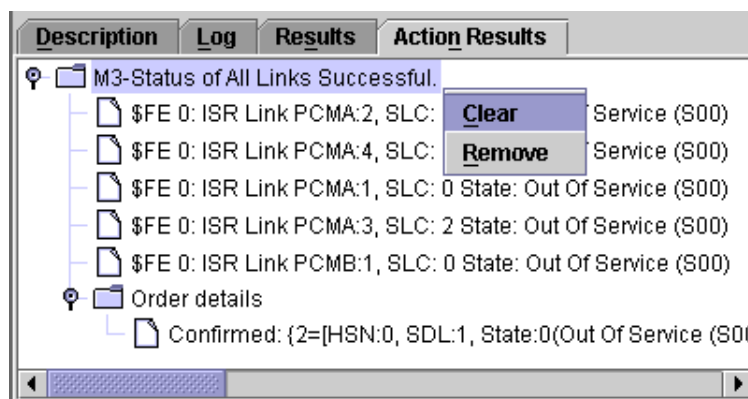 Description Log Results Action Results
M3-Status of All Links Successful.
$FE 0: ISR Link PCMA:2, SLC: Clear Service (S00)
$FE 0: ISR Link PCMA:4, SLC: Remove Service (S00)
$FE 0: ISR Link PCMA:1, SLC: 0 State: Out Of Service (S00)
$FE 0: ISR Link PCMA:3, SLC: 2 State: Out Of Service (S00)
$FE 0: ISR Link PCMB:1, SLC: 0 State: Out Of Service (S00)
Order details
Confirmed: {2=[HSN:0, SDL:1, State:0(Out Of Service (S00